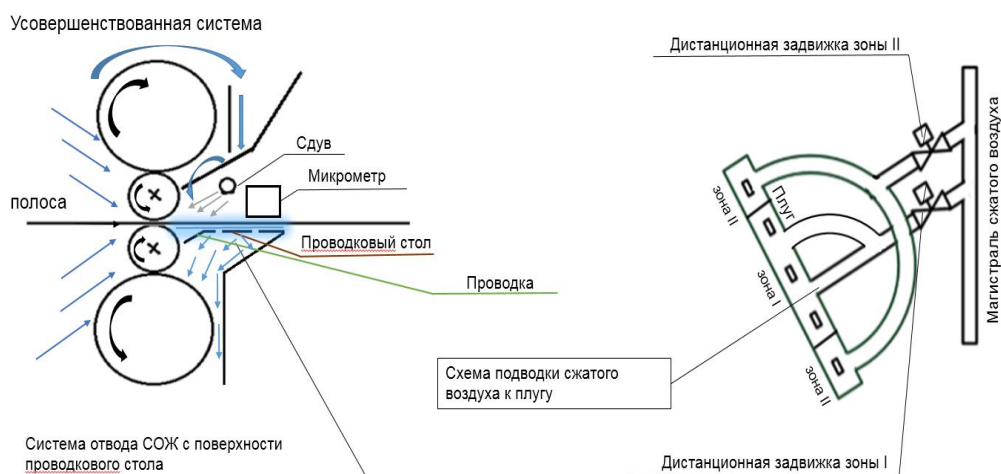 Усовершенствованная система
Дистанционная задвижка зоны II
Сдув
Микрометр
полоса
Проводковый стол
Проводка
зона II
Плуг
зона I
зона II
Магистраль сжатого воздуха
Схема подводки сжатого
воздуха к плугу
Система отвода СОЖ с поверхности
проводкового стола
Дистанционная задвижка зоны I